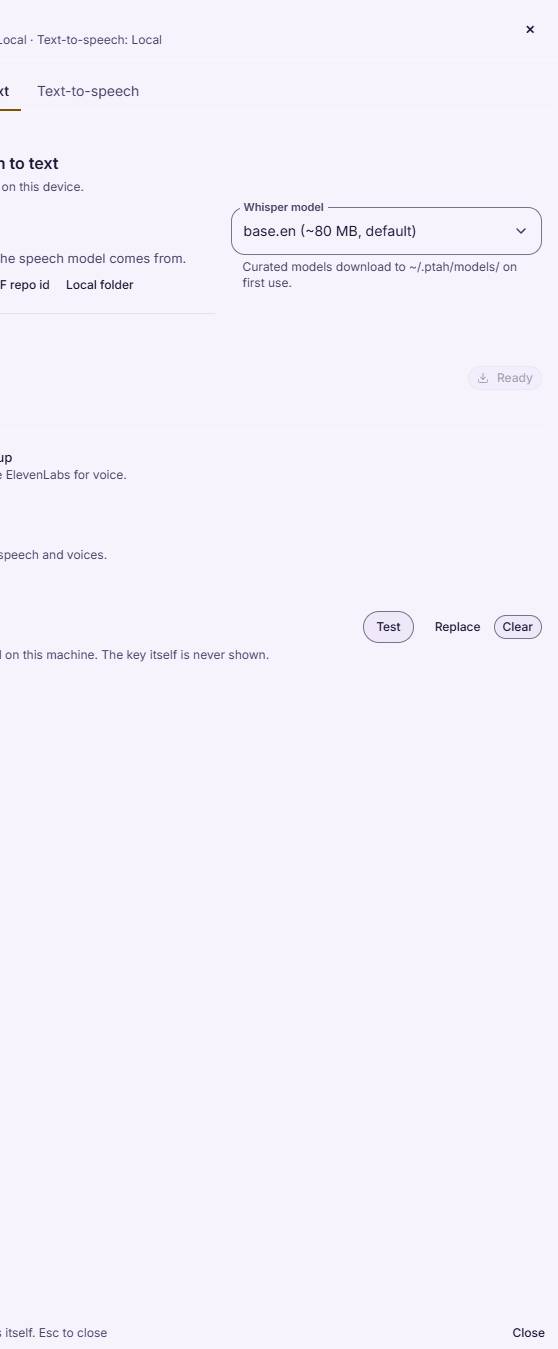 Local · Text-to-speech: Local
Text-to-speech
to text
on this device.
Whisper model
base.en (~80 MB, default)
Curated models download to ~/.ptah/models/ on
first use.
the speech model comes from.
F repo id Local folder
Ready
up
ElevenLabs for voice.
speech and voices.
Test Replace Clear
on this machine. The key itself is never shown.
itself. Esc to close Close